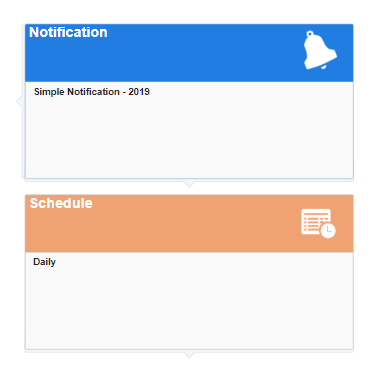 Notification
Simple Notification - 2019
Schedule
Daily